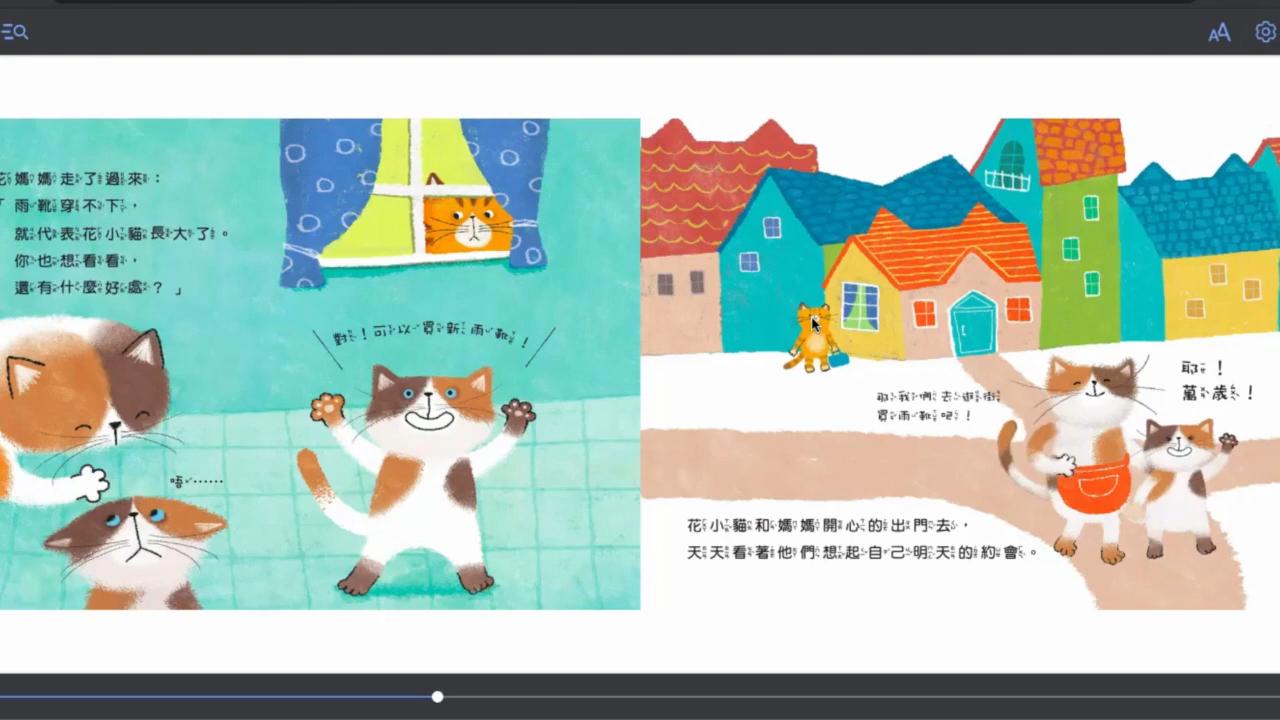 花媽媽走了過來：
「雨靴穿不下，
就代表花小貓長大了。
你也想看看，
還有什麼好處？」
對！可以買新雨靴！
唔……
耶！
萬歲！
那我們去逛街
買雨靴吧！
花小貓和媽媽開心的出門去，
天天看著他們想起自己明天的約會。